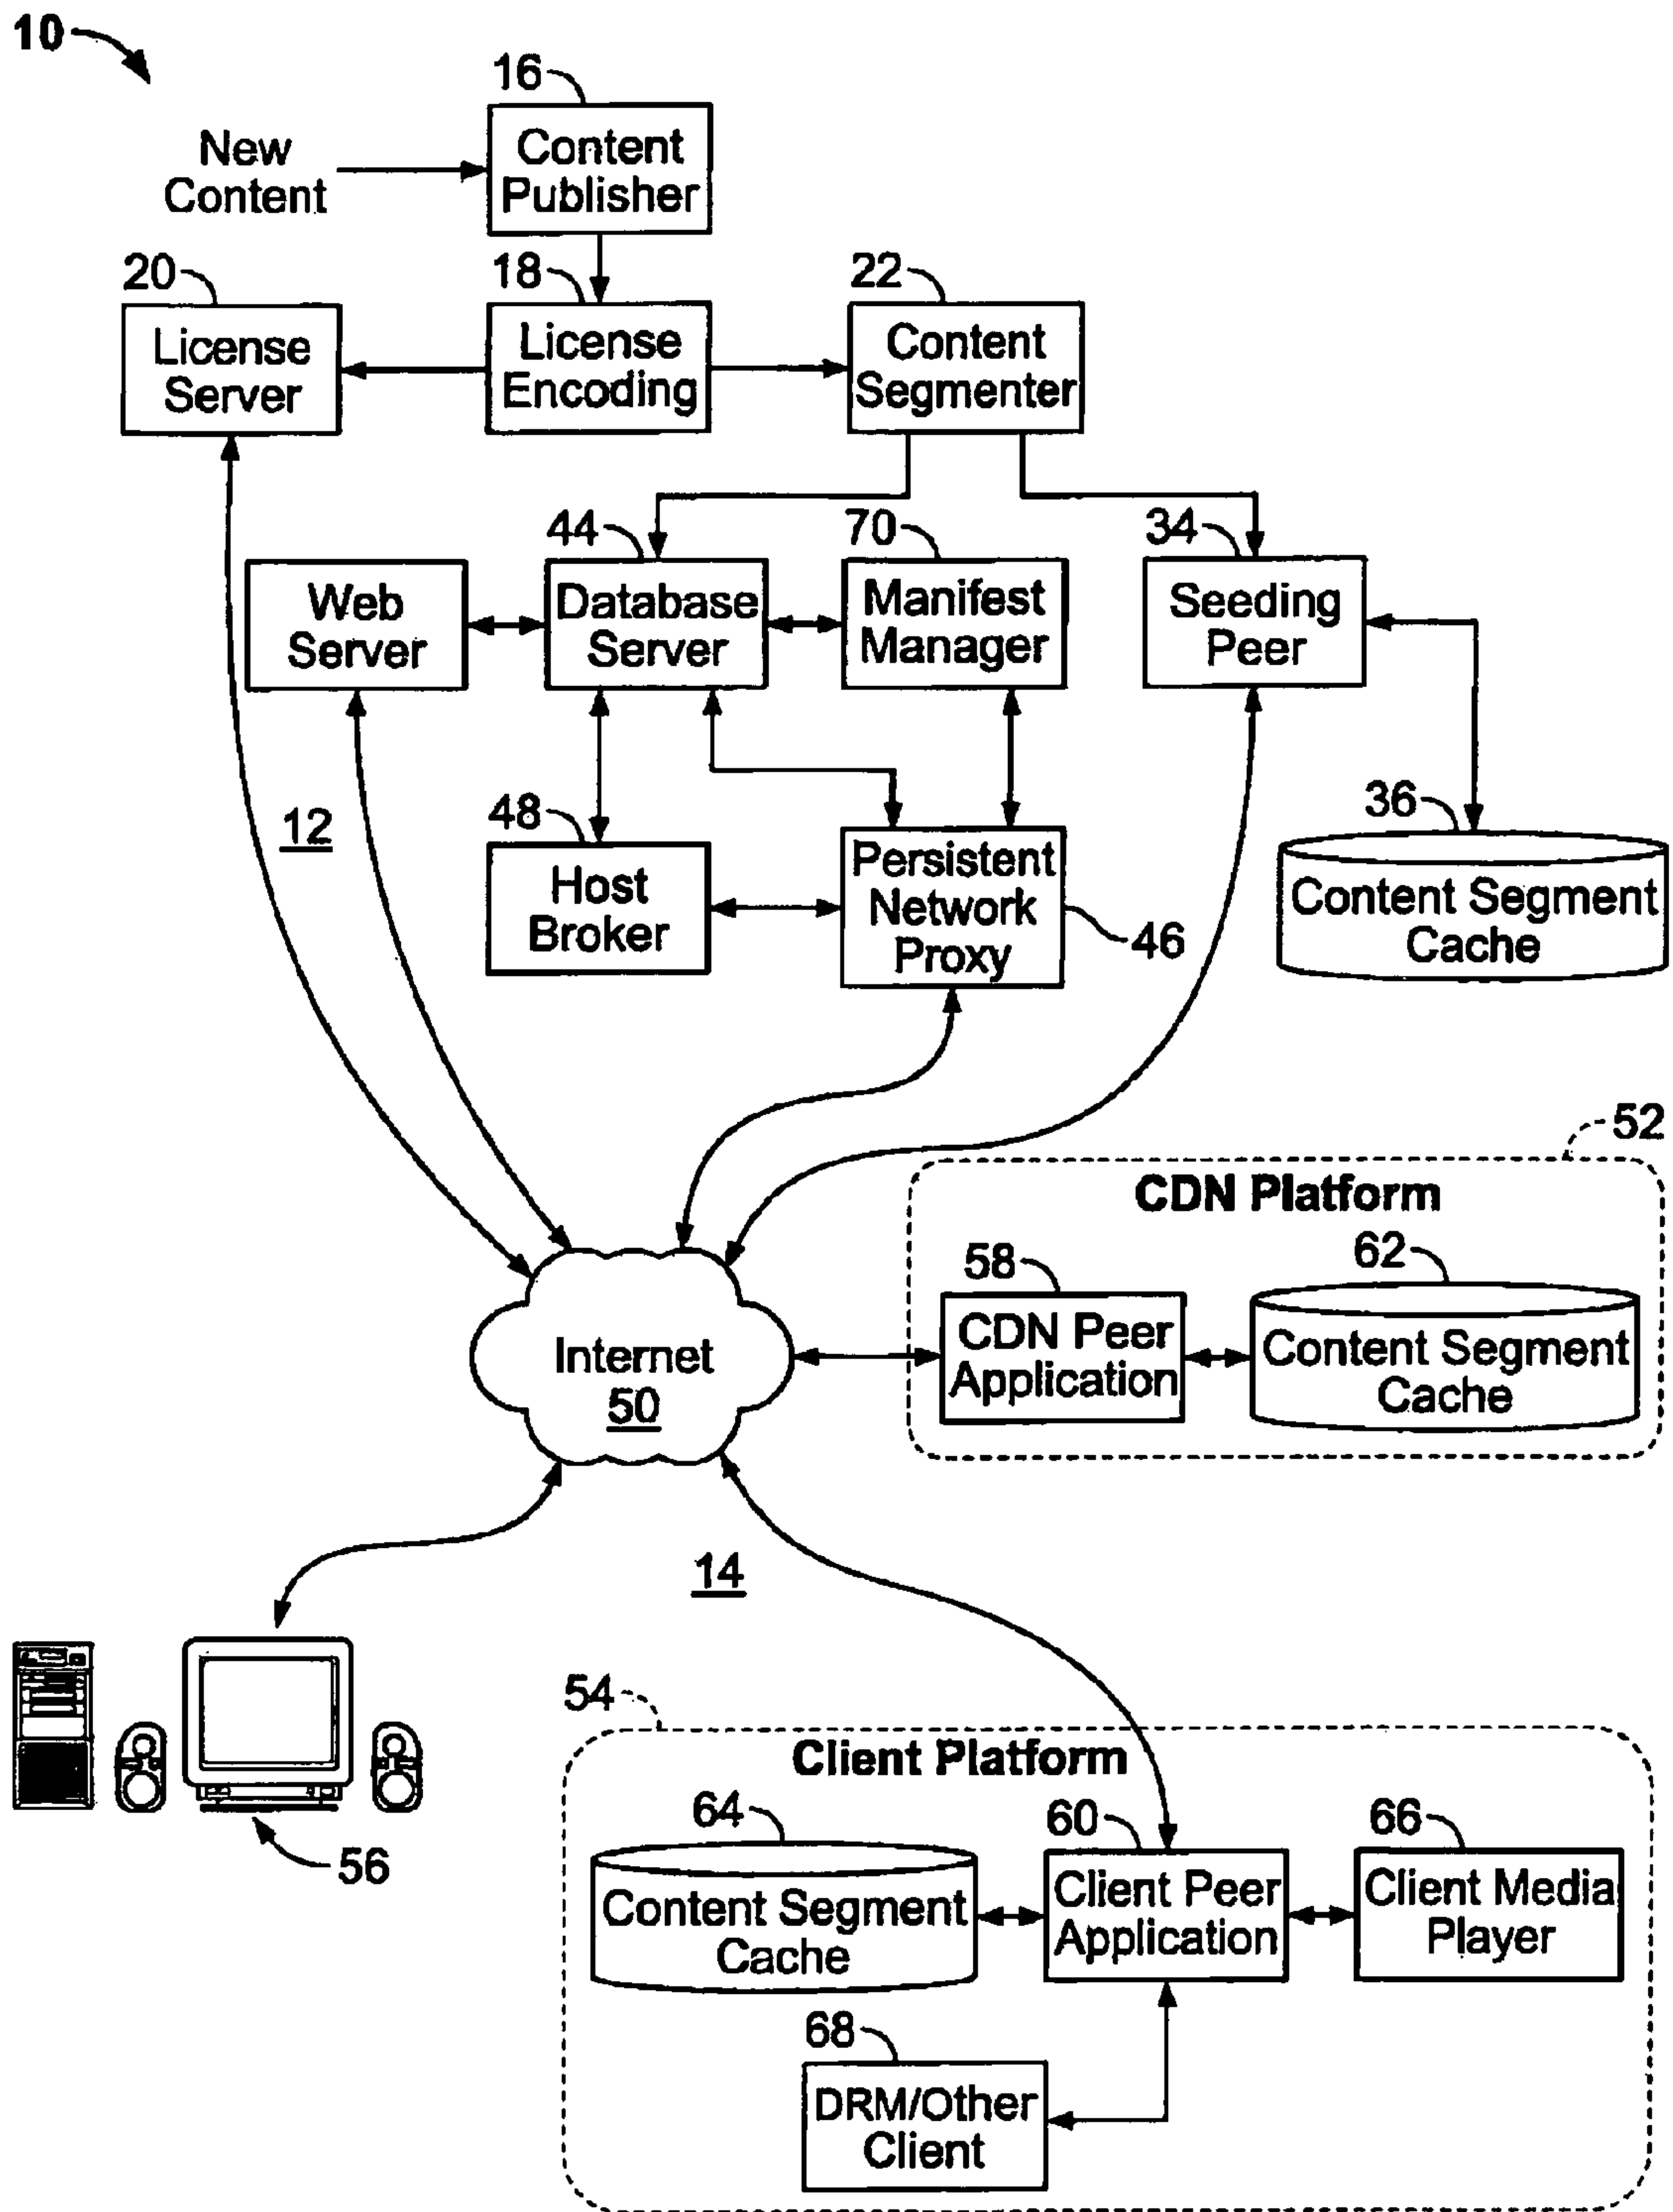 10
16
New
Content
Content
Publisher
20
18
22
License
Server
License
Encoding
Content
Segmenter
44
70
34
Web
Server
Database
Server
Manifest
Manager
Seeding
Peer
12
48
36
Host
Broker
Persistent
Network
Proxy
46
Content Segment
Cache
52
CDN Platform
58
62
CDN Peer
Application
Content Segment
Cache
Internet
50
14
54
Client Platform
56
64
60
66
Content Segment
Cache
Client Peer
Application
Client Media
Player
68
DRM/Other
Client